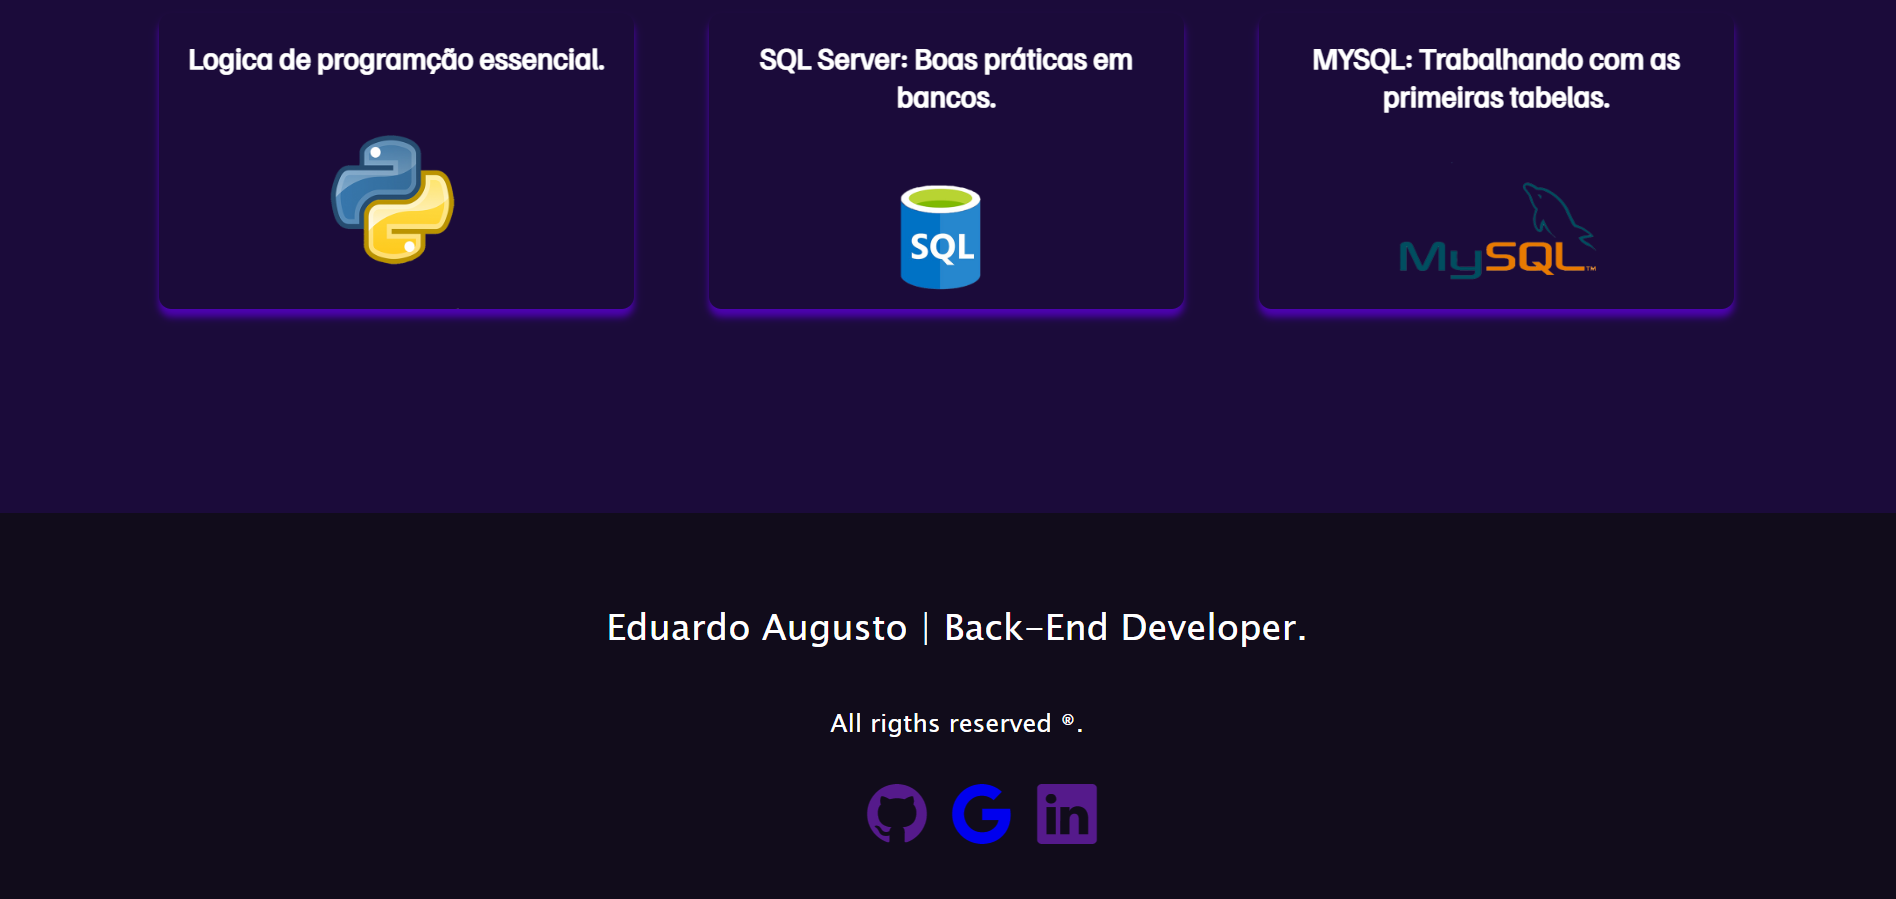 Logica de programção essencial.
SQL Server: Boas práticas em
bancos.
MYSQL: Trabalhando com as
primeiras tabelas.
SQL
MySQL™
Eduardo Augusto | Back-End Developer.
All rigths reserved ®.
in